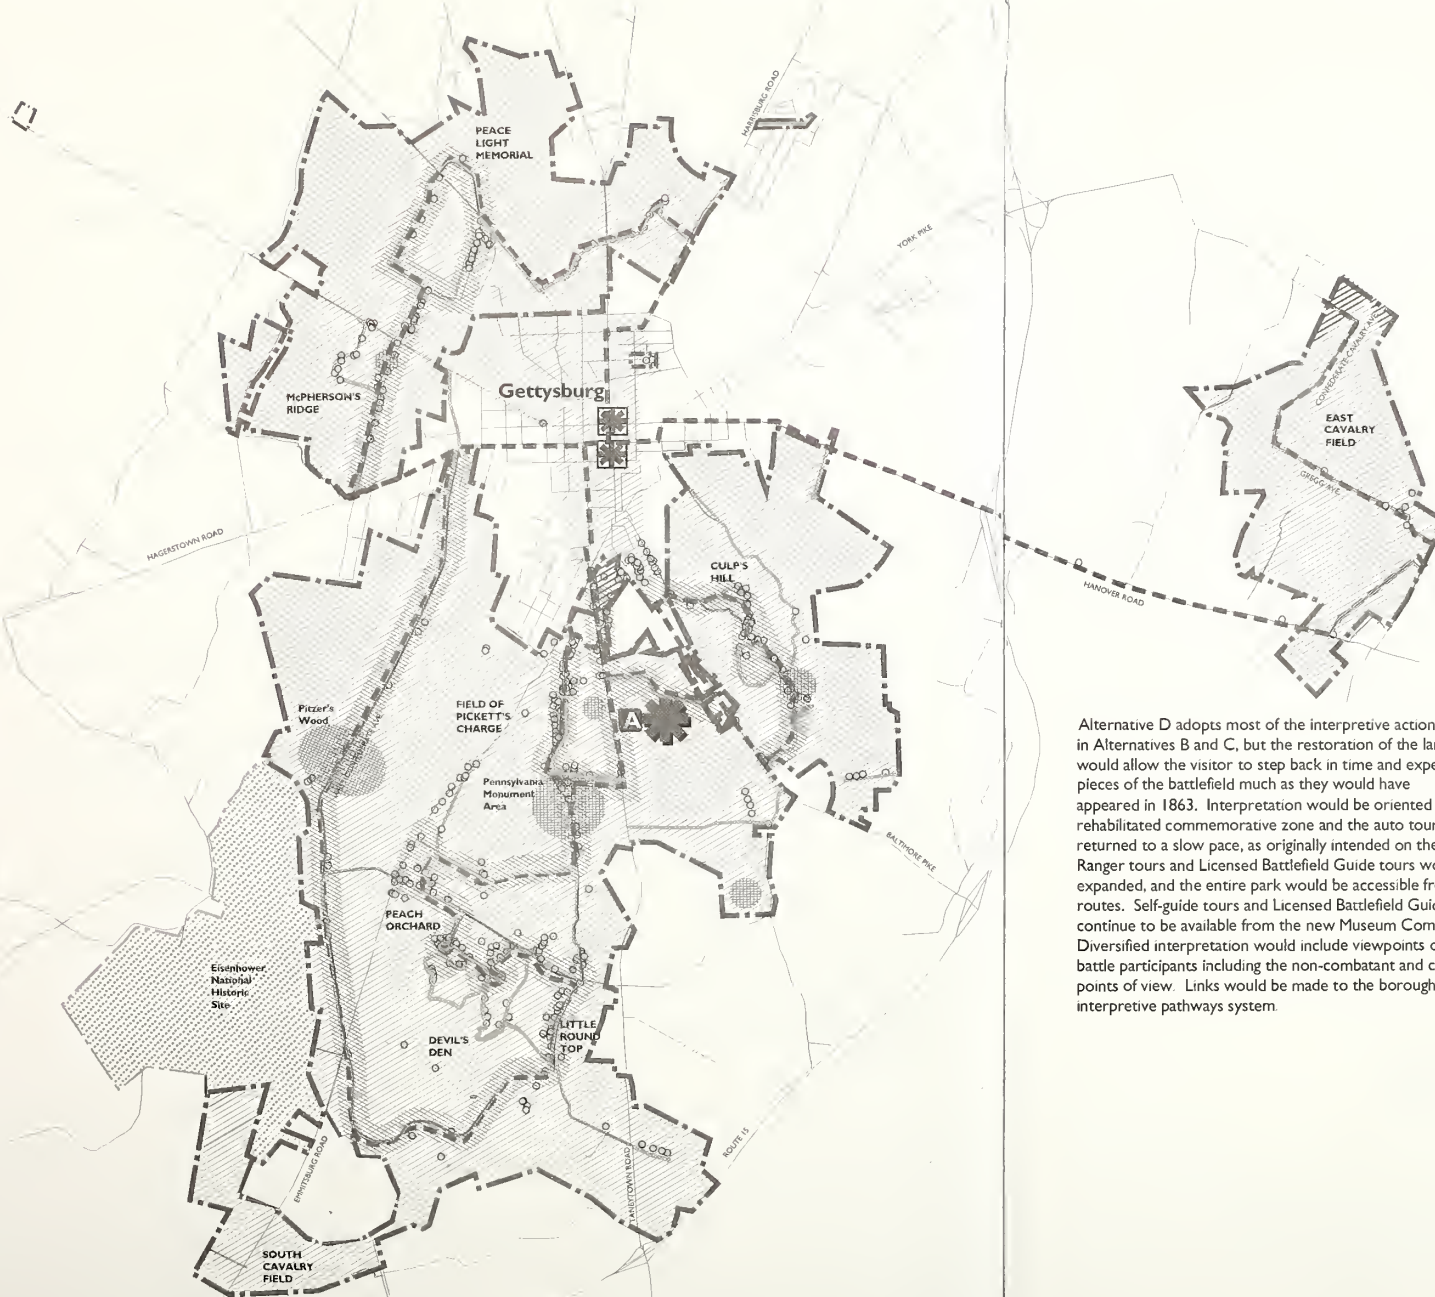 HARRISBURG ROAD
PEACE
LIGHT
MEMORIAL
YORK PIKE
CONFEDERATE CAVALRY AVE
McPHERSON'S
RIDGE
Gettysburg
EAST
CAVALRY
FIELD
GREGG AVE
HAGERSTOWN ROAD
CULP'S
HILL
HANOVER ROAD
Pitzer's
Wood
FIELD OF
PICKETT'S
CHARGE
A
Pennsylvania
Monument
Area
BALTIMORE PIKE
PEACH
ORCHARD
Eisenhower
National
Historic
Site
DEVIL'S
DEN
LITTLE
ROUND
TOP
EMMITSBURG ROAD
TANEYTOWN ROAD
ROUTE 15
SOUTH
CAVALRY
FIELD
Alternative D adopts most of the interpretive action
in Alternatives B and C, but the restoration of the la
would allow the visitor to step back in time and expe
pieces of the battlefield much as they would have
appeared in 1863. Interpretation would be oriented
rehabilitated commemorative zone and the auto tour
returned to a slow pace, as originally intended on the
Ranger tours and Licensed Battlefield Guide tours wo
expanded, and the entire park would be accessible fr
routes. Self-guide tours and Licensed Battlefield Guid
continue to be available from the new Museum Com
Diversified interpretation would include viewpoints o
battle participants including the non-combatant and c
points of view. Links would be made to the borough
interpretive pathways system.